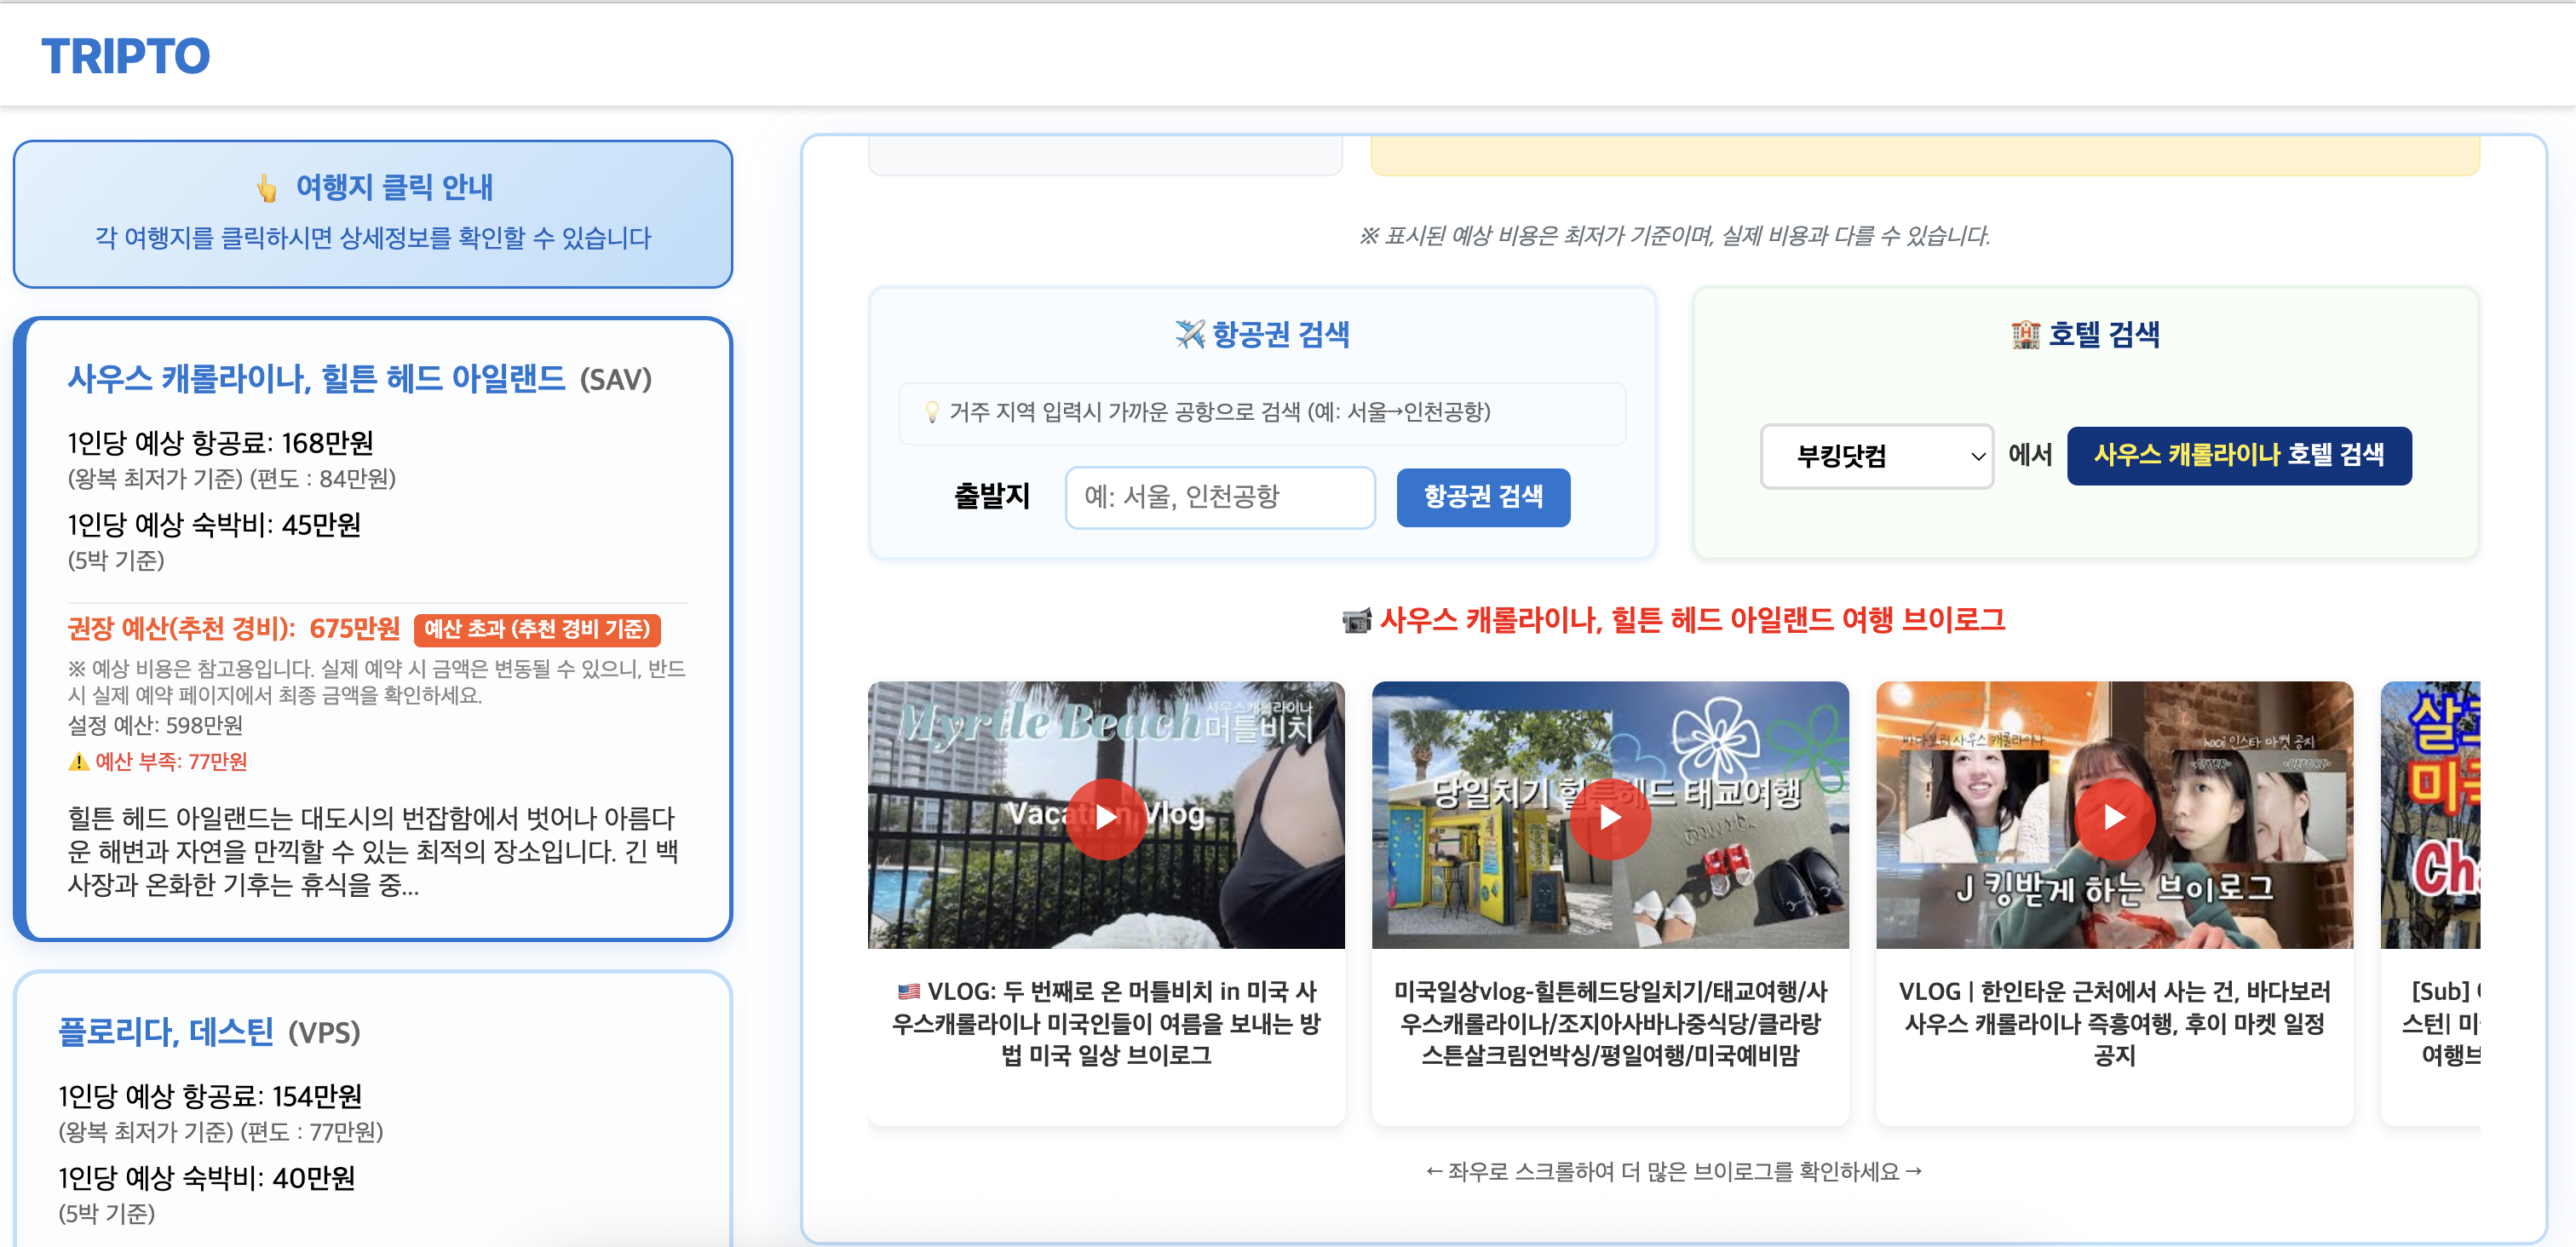 TRIPTO
👆 여행지 클릭 안내
각 여행지를 클릭하시면 상세정보를 확인할 수 있습니다
사우스 캐롤라이나, 힐튼 헤드 아일랜드 (SAV)
1인당 예상 항공료: 168만원
(왕복 최저가 기준) (편도 : 84만원)
1인당 예상 숙박비: 45만원
(5박 기준)
권장 예산(추천 경비): 675만원 예산 초과 (추천 경비 기준)
※ 예상 비용은 참고용입니다. 실제 예약 시 금액은 변동될 수 있으니, 반드
시 실제 예약 페이지에서 최종 금액을 확인하세요.
설정 예산: 598만원
⚠️ 예산 부족: 77만원
힐튼 헤드 아일랜드는 대도시의 번잡함에서 벗어나 아름다
운 해변과 자연을 만끽할 수 있는 최적의 장소입니다. 긴 백
사장과 온화한 기후는 휴식을 중...
플로리다, 데스틴 (VPS)
1인당 예상 항공료: 154만원
(왕복 최저가 기준) (편도 : 77만원)
1인당 예상 숙박비: 40만원
(5박 기준)
※ 표시된 예상 비용은 최저가 기준이며, 실제 비용과 다를 수 있습니다.
✈️ 항공권 검색
💡 거주 지역 입력시 가까운 공항으로 검색 (예: 서울→인천공항)
출발지 예: 서울, 인천공항 항공권 검색
🏨 호텔 검색
부킹닷컴 에서 사우스 캐롤라이나 호텔 검색
📹 사우스 캐롤라이나, 힐튼 헤드 아일랜드 여행 브이로그
Myrtle Beach 사우스캐롤라이나
머틀비치
Vlog
🇺🇸 VLOG: 두 번째로 온 머틀비치 in 미국 사
우스캐롤라이나 미국인들이 여름을 보내는 방
법 미국 일상 브이로그
당일치기 힐튼헤드 태교여행
미국일상vlog-힐튼헤드당일치기/태교여행/사
우스캐롤라이나/조지아사바나중식당/클라랑
스튼살크림언박싱/평일여행/미국예비맘
바다보러 사우스 캐롤라이나
hooi 인스타 마켓 공지
J 킹받게 하는 브이로그
VLOG | 한인타운 근처에서 사는 건, 바다보러
사우스 캐롤라이나 즉흥여행, 후이 마켓 일정
공지
[Sub]
스턴| 미
여행브
← 좌우로 스크롤하여 더 많은 브이로그를 확인하세요 →